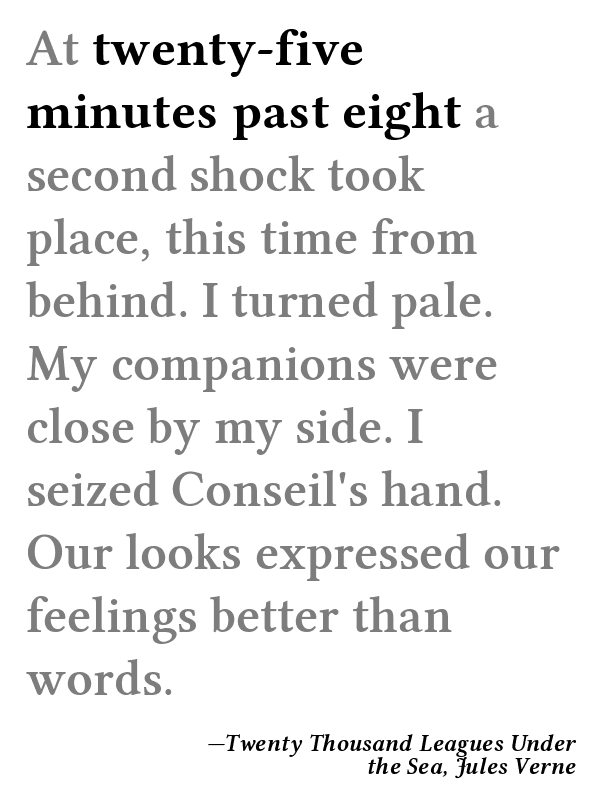 At twenty-five
minutes past eight a
second shock took
place, this time from
behind. I turned pale.
My companions were
close by my side. I
seized Conseil's hand.
Our looks expressed our
feelings better than
words.
—Twenty Thousand Leagues Under
the Sea, Jules Verne